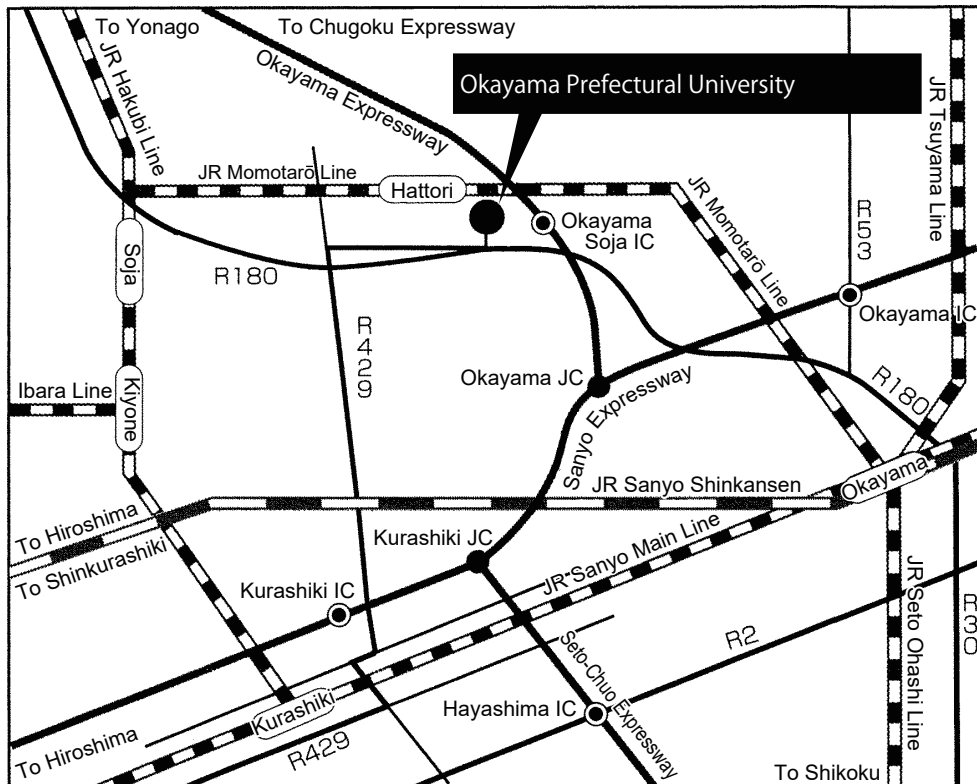 To Yonago
To Chugoku Expressway
JR Hakubi Line
Okayama Expressway
Okayama Prefectural University
JR Tsuyama Line
JR Momotarō Line
Hattori
JR Momotarō Line
Okayama
Soja IC
R53
Soja
R180
Okayama IC
R429
Okayama JC
Sanyo Expressway
R180
Ibara Line
Kiyone
Okayama
JR Sanyo Shinkansen
To Hiroshima
To Shinkurashiki
Kurashiki JC
JR Sanyo Main Line
Kurashiki IC
JR Seto Ohashi Line
R30
R2
Seto-Chuo Expressway
Kurashiki
Hayashima IC
To Hiroshima
R429
To Shikoku